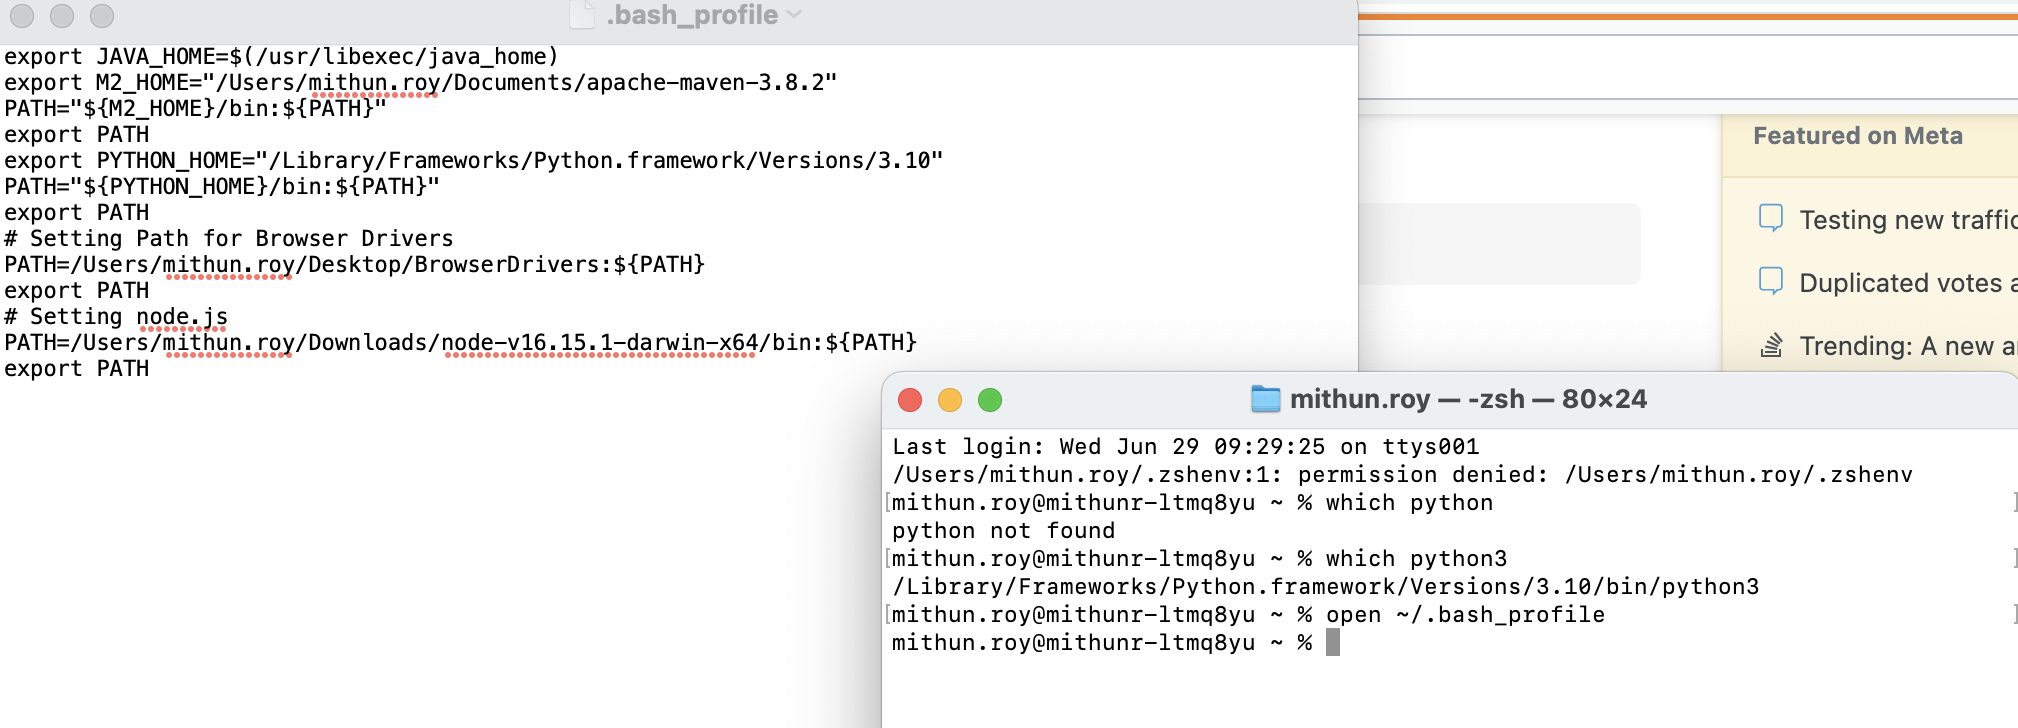 .bash_profile
export JAVA_HOME=$(/usr/libexec/java_home)
export M2_HOME="/Users/mithun.roy/Documents/apache-maven-3.8.2"
PATH="${M2_HOME}/bin:${PATH}"
export PATH
export PYTHON_HOME="/Library/Frameworks/Python.framework/Versions/3.10"
PATH="${PYTHON_HOME}/bin:${PATH}"
export PATH
# Setting Path for Browser Drivers
PATH=/Users/mithun.roy/Desktop/BrowserDrivers:${PATH}
export PATH
# Setting node.js
PATH=/Users/mithun.roy/Downloads/node-v16.15.1-darwin-x64/bin:${PATH}
export PATH
Featured on Meta
Testing new traffic
Duplicated votes a
Trending: A new a
mithun.roy — -zsh — 80×24
Last login: Wed Jun 29 09:29:25 on ttys001
/Users/mithun.roy/.zshenv:1: permission denied: /Users/mithun.roy/.zshenv
[mithun.roy@mithunr-ltmq8yu ~ % which python ]
python not found
[mithun.roy@mithunr-ltmq8yu ~ % which python3 ]
/Library/Frameworks/Python.framework/Versions/3.10/bin/python3
[mithun.roy@mithunr-ltmq8yu ~ % open ~/.bash_profile ]
mithun.roy@mithunr-ltmq8yu ~ %